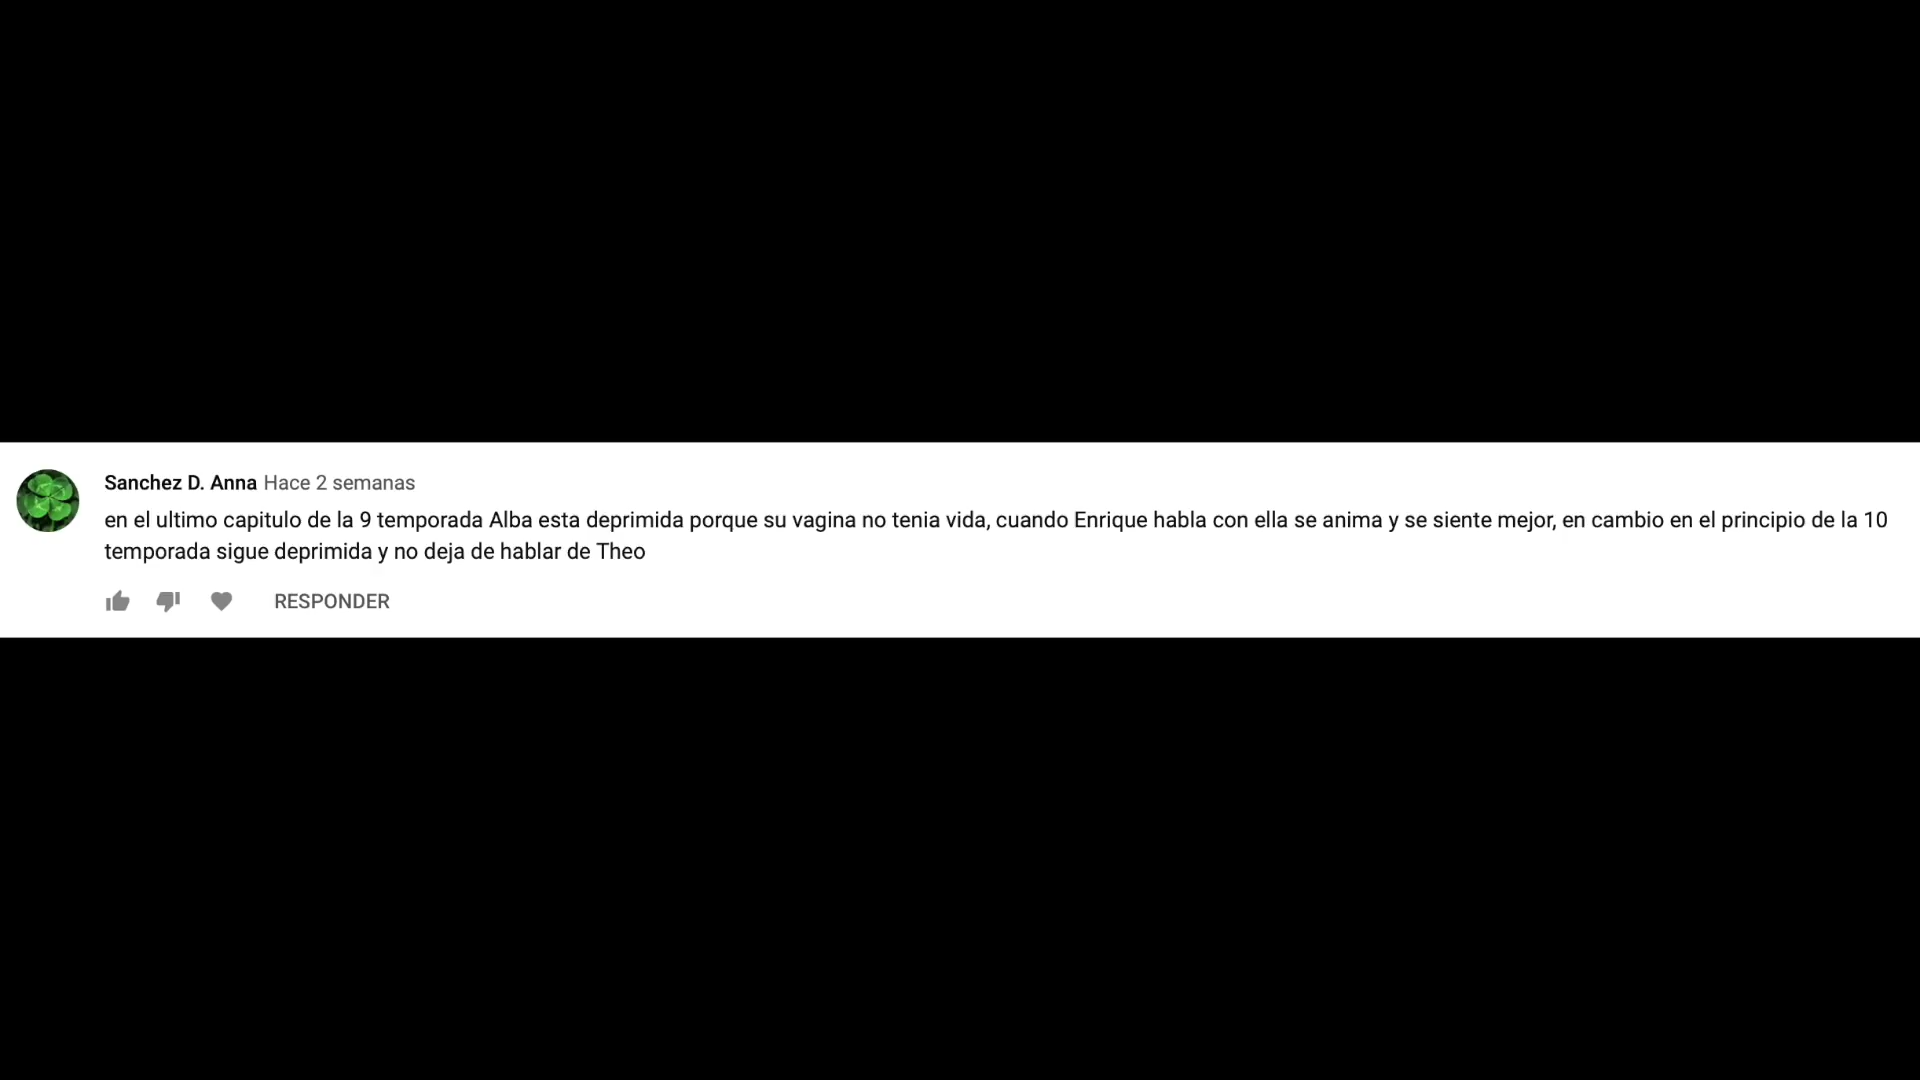 Sanchez D. Anna Hace 2 semanas
en el ultimo capitulo de la 9 temporada Alba esta deprimida porque su vagina no tenia vida, cuando Enrique habla con ella se anima y se siente mejor, en cambio en el principio de la 10
temporada sigue deprimida y no deja de hablar de Theo
RESPONDER